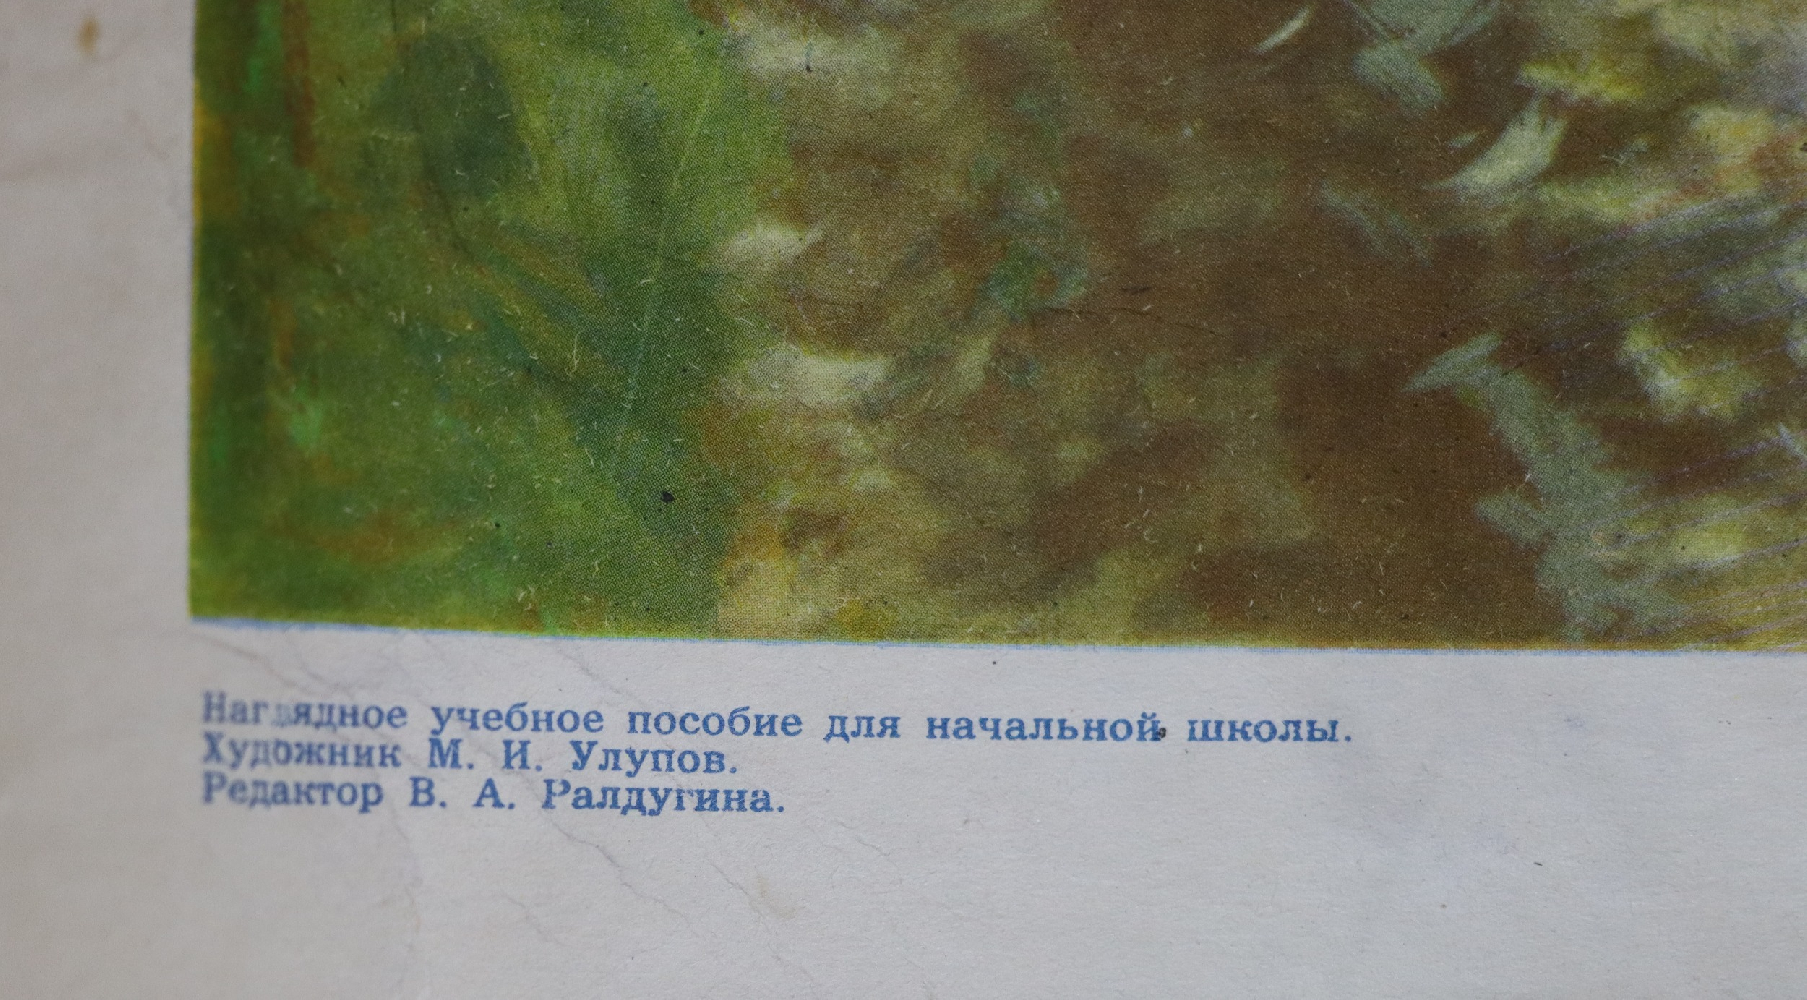 Наглядное учебное пособие для начальной школы.
Художник М. И. Улупов.
Редактор В. А. Ралдугина.